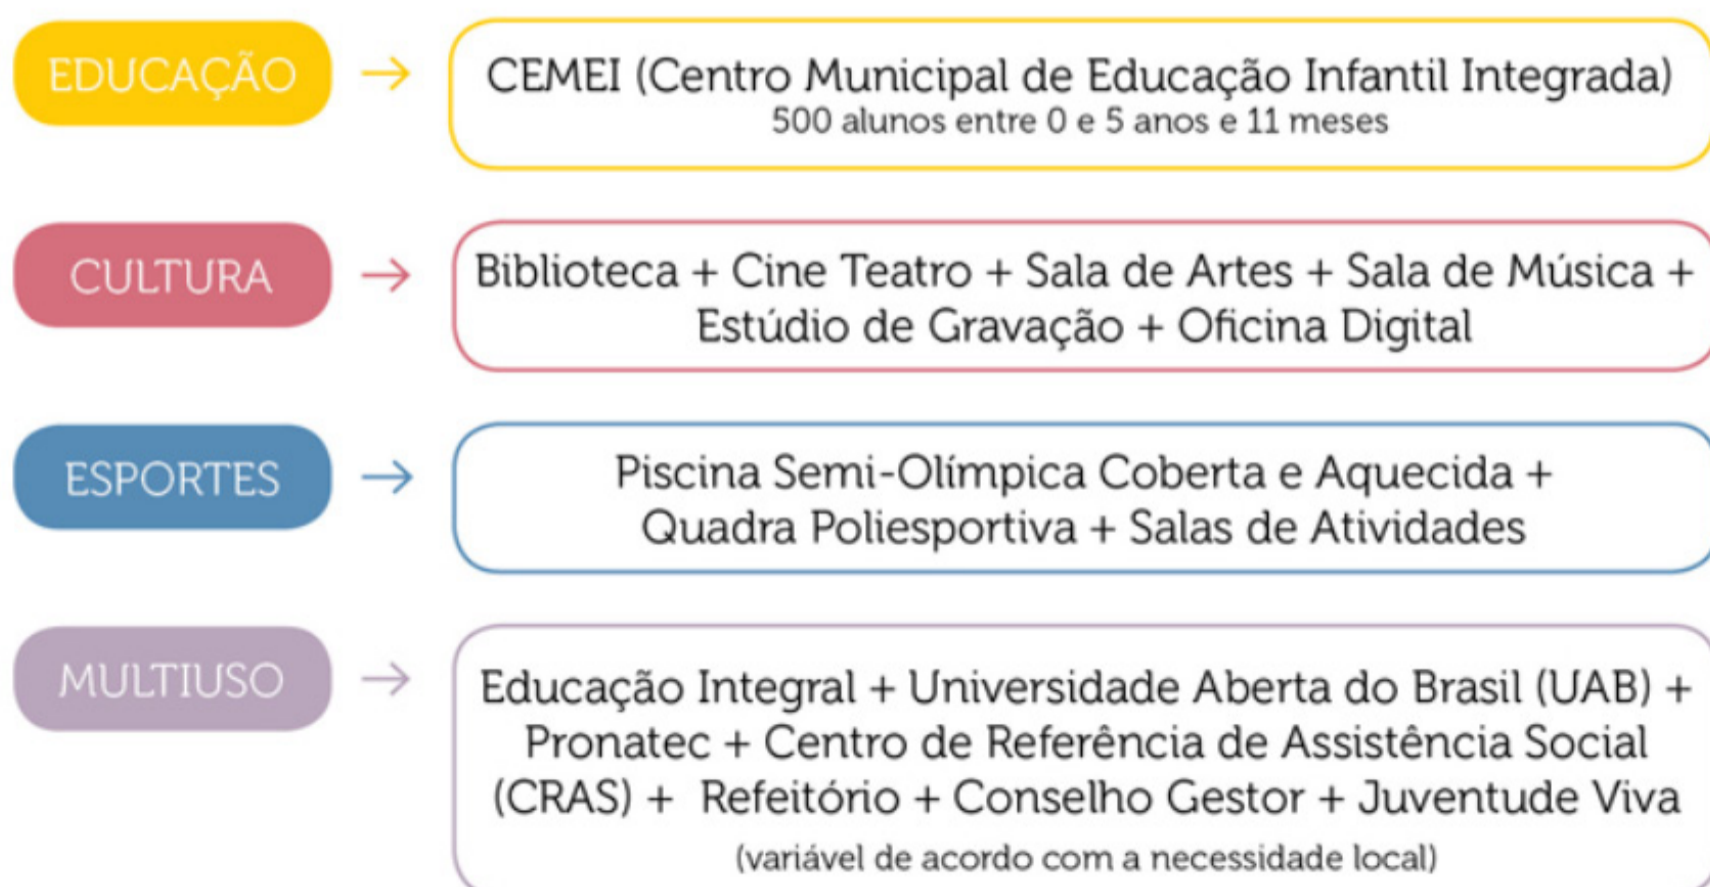 EDUCAÇÃO
CEMEI (Centro Municipal de Educação Infantil Integrada)
500 alunos entre 0 e 5 anos e 11 meses
CULTURA
Biblioteca + Cine Teatro + Sala de Artes + Sala de Música +
Estúdio de Gravação + Oficina Digital
ESPORTES
Piscina Semi-Olímpica Coberta e Aquecida +
Quadra Poliesportiva + Salas de Atividades
MULTIUSO
Educação Integral + Universidade Aberta do Brasil (UAB) +
Pronatec + Centro de Referência de Assistência Social
(CRAS) + Refeitório + Conselho Gestor + Juventude Viva
(variável de acordo com a necessidade local)